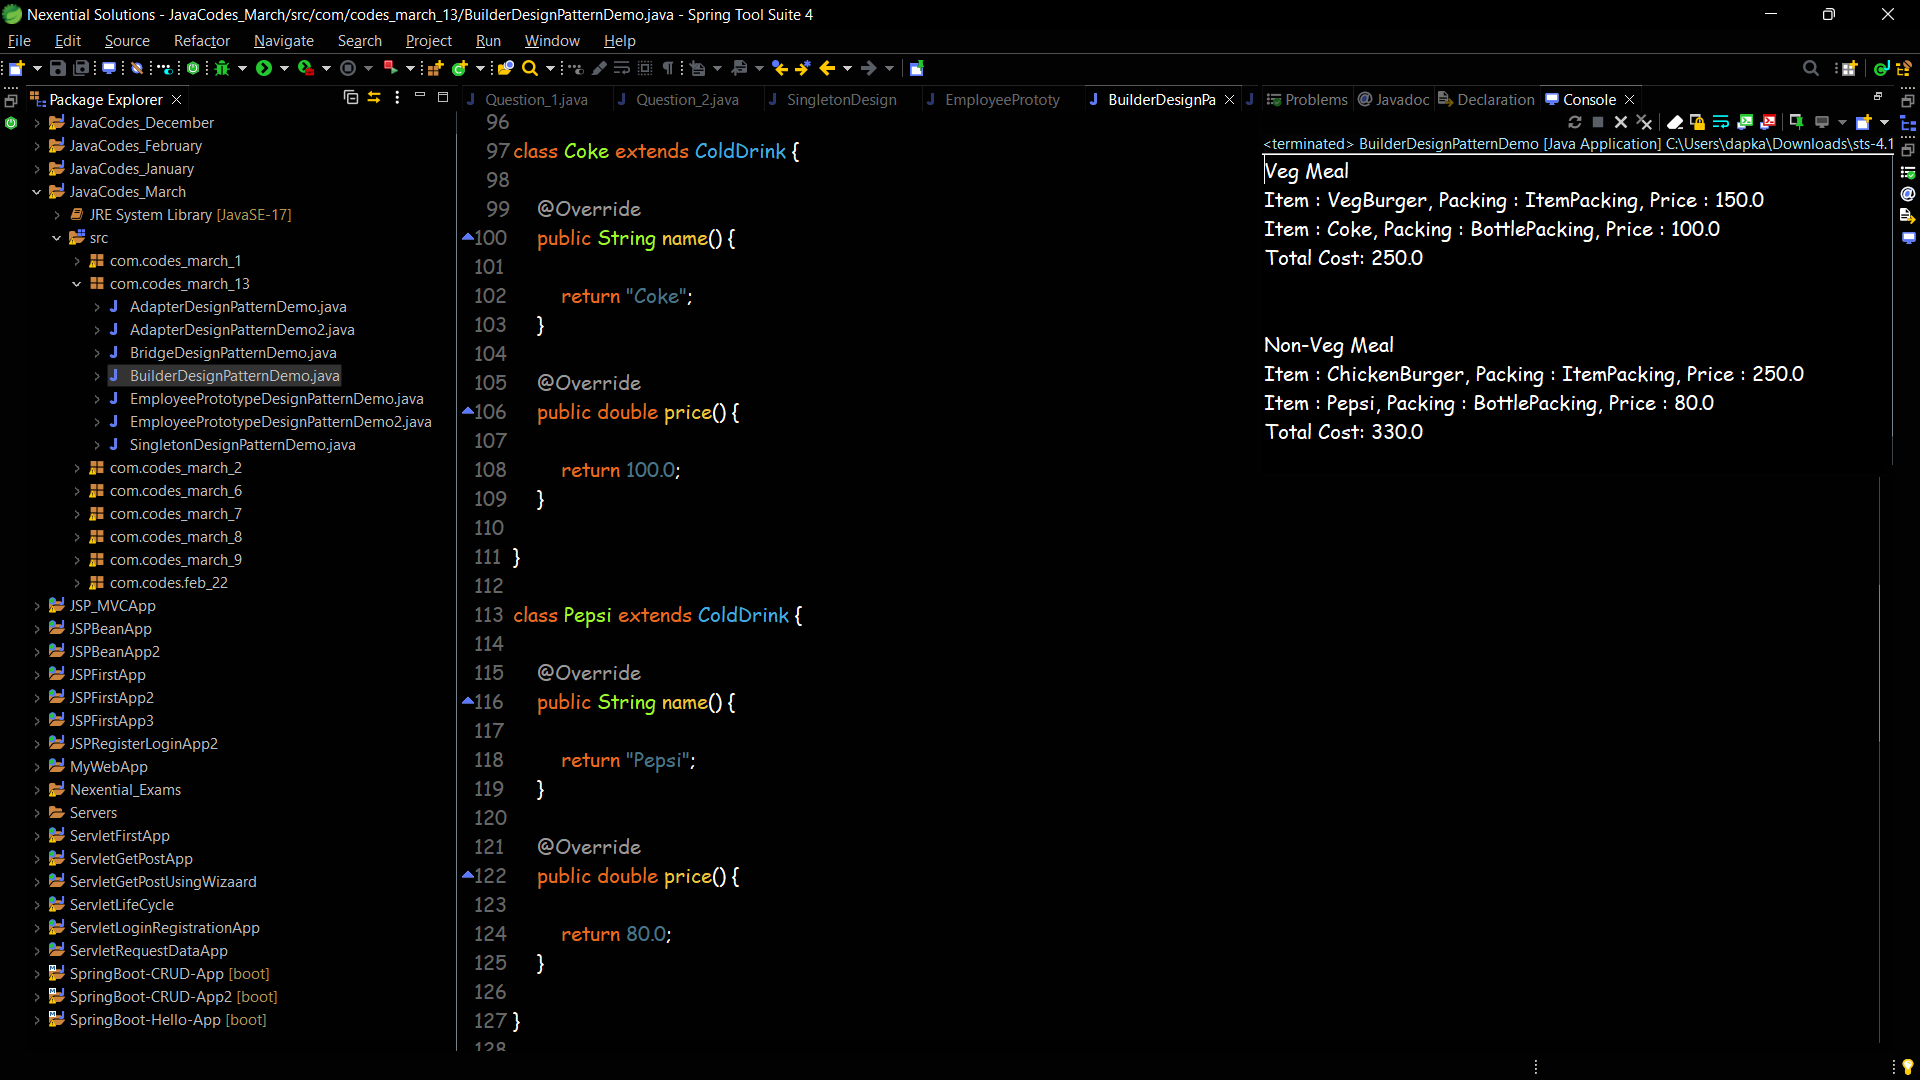 Nexential Solutions - JavaCodes_March/src/com/codes_march_13/BuilderDesignPatternDemo.java - Spring Tool Suite 4
File Edit Source Refactor Navigate Search Project Run Window Help
Package Explorer
JavaCodes_December
JavaCodes_February
JavaCodes_January
JavaCodes_March
JRE System Library [JavaSE-17]
src
com.codes_march_1
com.codes_march_13
AdapterDesignPatternDemo.java
AdapterDesignPatternDemo2.java
BridgeDesignPatternDemo.java
BuilderDesignPatternDemo.java
EmployeePrototypeDesignPatternDemo.java
EmployeePrototypeDesignPatternDemo2.java
SingletonDesignPatternDemo.java
com.codes_march_2
com.codes_march_6
com.codes_march_7
com.codes_march_8
com.codes_march_9
com.codes.feb_22
JSP_MVCApp
JSPBeanApp
JSPBeanApp2
JSPFirstApp
JSPFirstApp2
JSPFirstApp3
JSPRegisterLoginApp2
MyWebApp
Nexential_Exams
Servers
ServletFirstApp
ServletGetPostApp
ServletGetPostUsingWizaard
ServletLifeCycle
ServletLoginRegistrationApp
ServletRequestDataApp
SpringBoot-CRUD-App [boot]
SpringBoot-CRUD-App2 [boot]
SpringBoot-Hello-App [boot]
Question_1.java Question_2.java SingletonDesign EmployeePrototy BuilderDesignPa
96
97 class Coke extends ColdDrink {
98
99 @Override
100 public String name() {
101
102 return "Coke";
103 }
104
105 @Override
106 public double price() {
107
108 return 100.0;
109 }
110
111 }
112
113 class Pepsi extends ColdDrink {
114
115 @Override
116 public String name() {
117
118 return "Pepsi";
119 }
120
121 @Override
122 public double price() {
123
124 return 80.0;
125 }
126
127 }
128
Problems Javadoc Declaration Console
<terminated> BuilderDesignPatternDemo [Java Application] C:\Users\dapka\Downloads\sts-4.1
Veg Meal
Item : VegBurger, Packing : ItemPacking, Price : 150.0
Item : Coke, Packing : BottlePacking, Price : 100.0
Total Cost: 250.0
Non-Veg Meal
Item : ChickenBurger, Packing : ItemPacking, Price : 250.0
Item : Pepsi, Packing : BottlePacking, Price : 80.0
Total Cost: 330.0